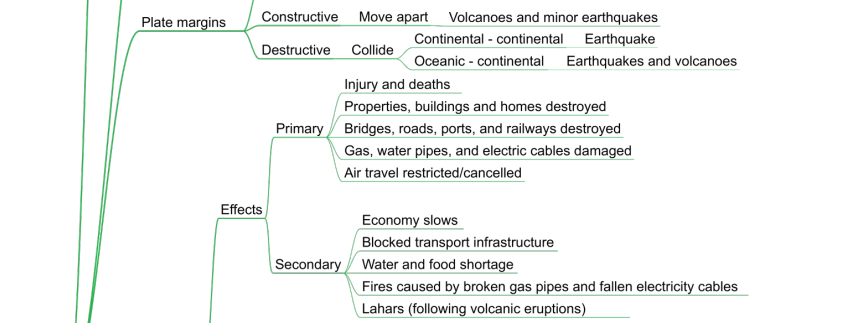 Plate margins
Constructive Move apart Volcanoes and minor earthquakes
Destructive Collide
Continental - continental Earthquake
Oceanic - continental Earthquakes and volcanoes
Effects
Primary
Injury and deaths
Properties, buildings and homes destroyed
Bridges, roads, ports, and railways destroyed
Gas, water pipes, and electric cables damaged
Air travel restricted/cancelled
Secondary
Economy slows
Blocked transport infrastructure
Water and food shortage
Fires caused by broken gas pipes and fallen electricity cables
Lahars (following volcanic eruptions)